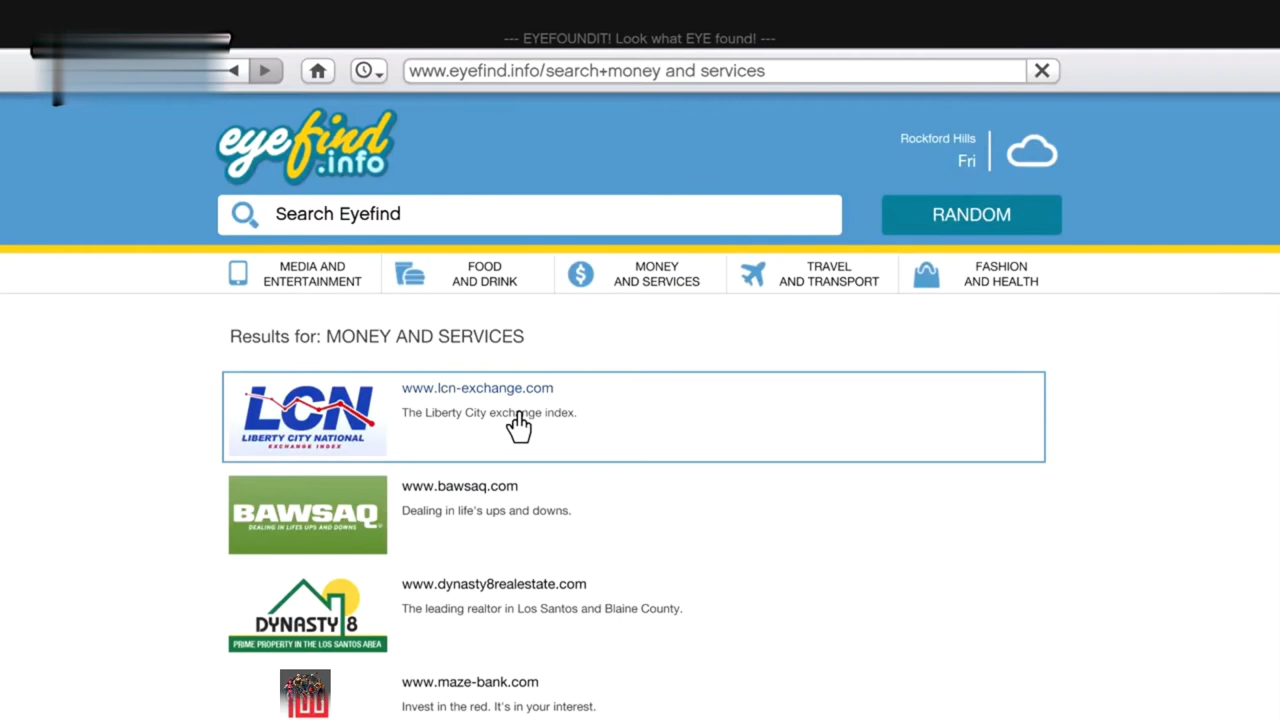 --- EYEFOUNDIT! Look what EYE found! ---
www.eyefind.info/search+money and services
eyefind
.info
Rockford Hills
Fri
Search Eyefind
RANDOM
MEDIA AND
ENTERTAINMENT
FOOD
AND DRINK
MONEY
AND SERVICES
TRAVEL
AND TRANSPORT
FASHION
AND HEALTH
Results for: MONEY AND SERVICES
LCN
LIBERTY CITY NATIONAL
EXCHANGE INDEX
www.lcn-exchange.com
The Liberty City exchange index.
BAWSAQ
DEALING IN LIFE'S UPS AND DOWNS
www.bawsaq.com
Dealing in life's ups and downs.
DYNASTY 8
PRIME PROPERTY IN THE LOS SANTOS AREA
www.dynasty8realestate.com
The leading realtor in Los Santos and Blaine County.
100
www.maze-bank.com
Invest in the red. It's in your interest.